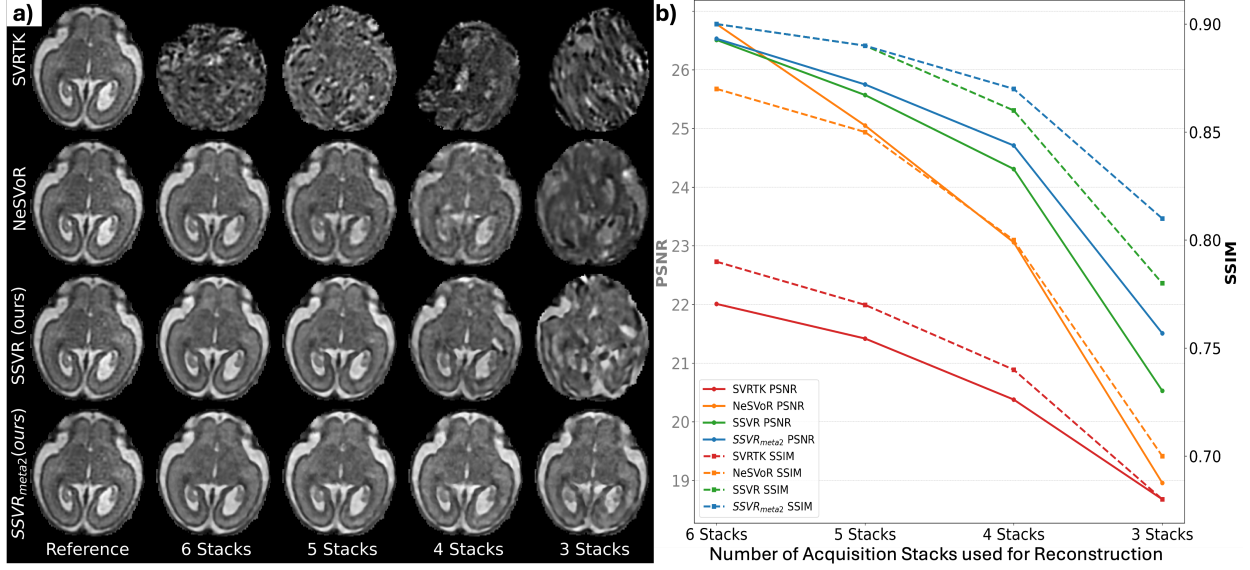 a)
SVRTK
NeSVoR
SSVR (ours)
SSVR_meta2(ours)
Reference
6 Stacks
5 Stacks
4 Stacks
3 Stacks
b)
PSNR
26
25
24
23
22
21
20
19
SVRTK PSNR
NeSVoR PSNR
SSVR PSNR
SSVR_meta2 PSNR
SVRTK SSIM
NeSVoR SSIM
SSVR SSIM
SSVR_meta2 SSIM
0.90
0.85
0.80
0.75
0.70
SSIM
6 Stacks
5 Stacks
4 Stacks
3 Stacks
Number of Acquisition Stacks used for Reconstruction